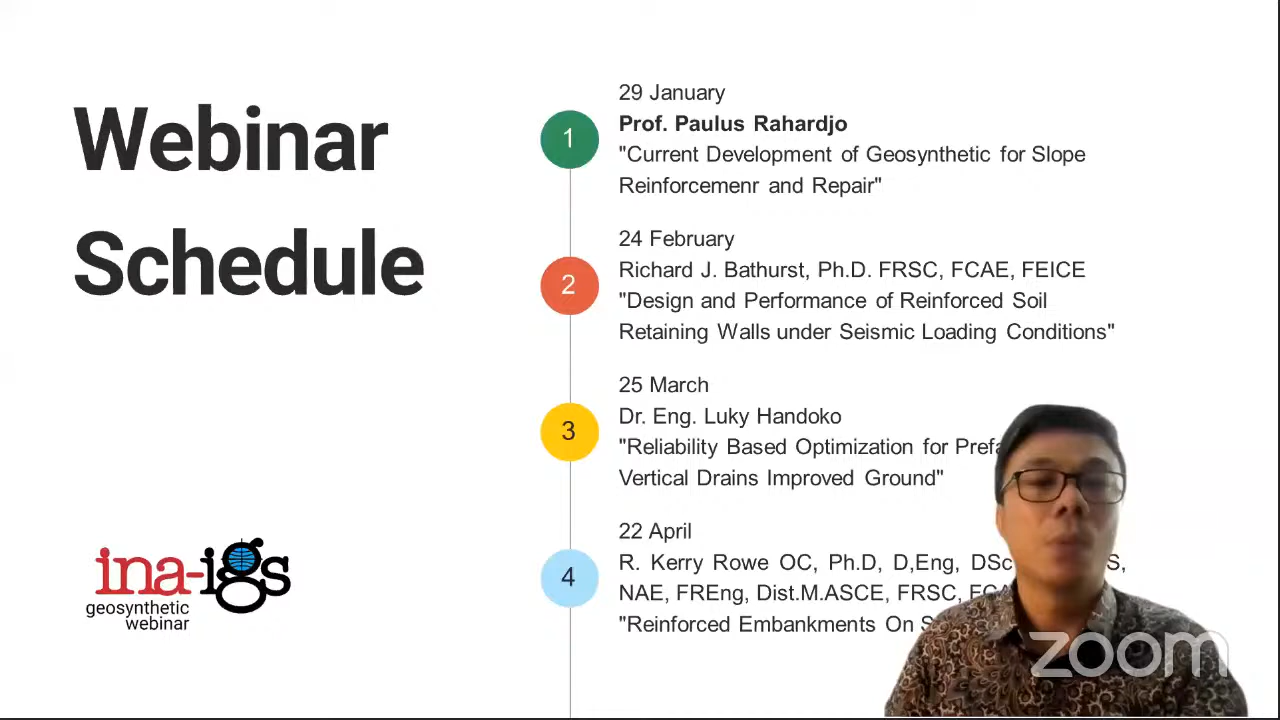 Webinar
Schedule
1
29 January
Prof. Paulus Rahardjo
"Current Development of Geosynthetic for Slope
Reinforcemenr and Repair"
2
24 February
Richard J. Bathurst, Ph.D. FRSC, FCAE, FEICE
"Design and Performance of Reinforced Soil
Retaining Walls under Seismic Loading Conditions"
3
25 March
Dr. Eng. Luky Handoko
"Reliability Based Optimization for
Vertical Drains Improved Ground"
4
22 April
R. Kerry Rowe OC, Ph.D, D,Eng,
NAE, FREng, Dist.M.ASCE, FRSC,
"Reinforced Embankments On
ina-igs
geosynthetic
webinar
zoom